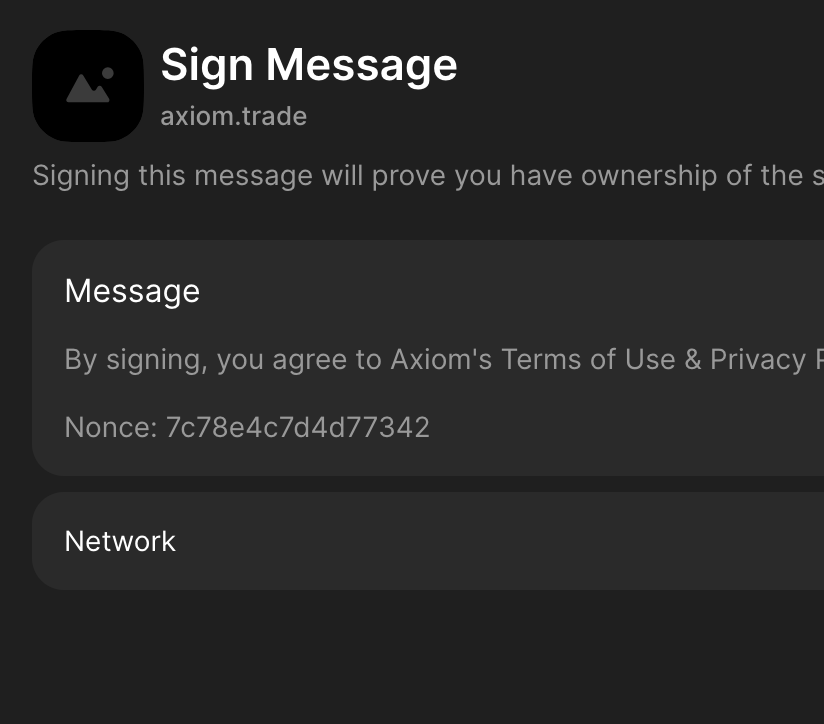 Sign Message
axiom.trade
Signing this message will prove you have ownership of the
Message
By signing, you agree to Axiom's Terms of Use & Privacy
Nonce: 7c78e4c7d4d77342
Network